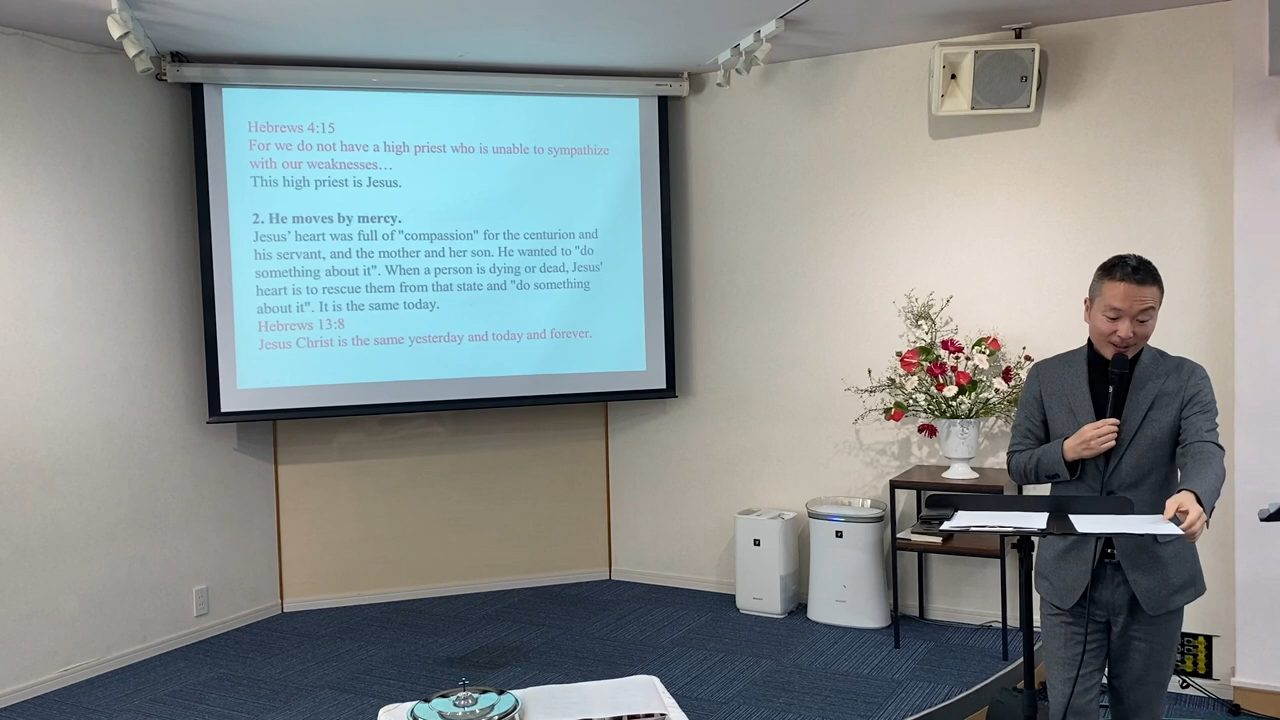 Hebrews 4:15
For we do not have a high priest who is unable to sympathize
with our weaknesses…
This high priest is Jesus.
2. He moves by mercy.
Jesus’ heart was full of "compassion" for the centurion and
his servant, and the mother and her son. He wanted to "do
something about it". When a person is dying or dead, Jesus'
heart is to rescue them from that state and "do something
about it". It is the same today.
Hebrews 13:8
Jesus Christ is the same yesterday and today and forever.